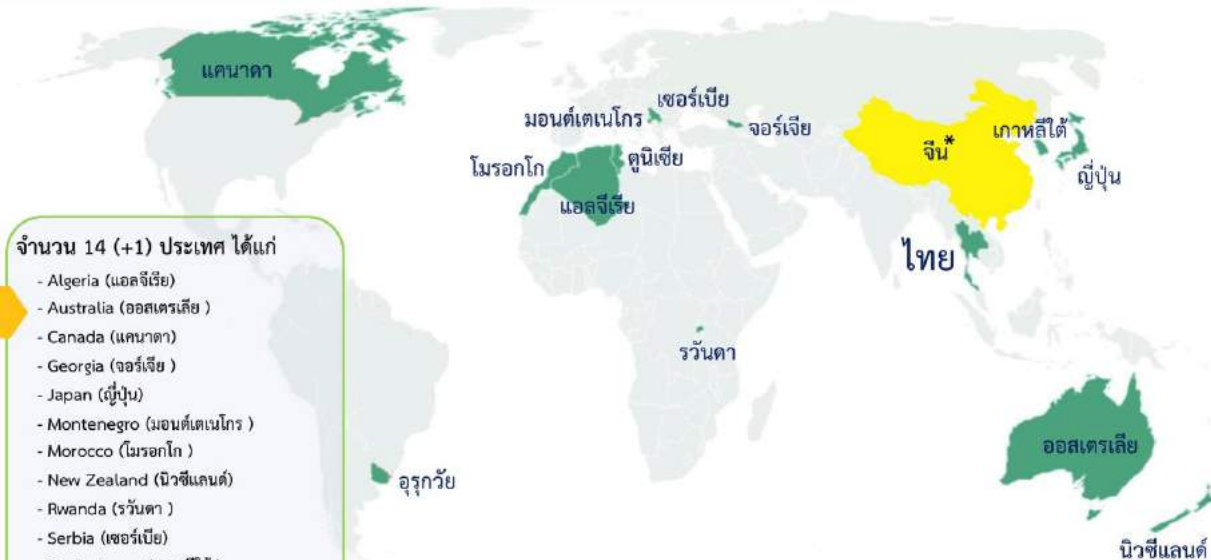 แคนาดา
เซอร์เบีย
มอนต์เตเนโกร
จอร์เจีย
เกาหลีใต้
จีน*
ญี่ปุ่น
โมรอกโก
ตูนิเซีย
แอลจีเรีย
ไทย
จำนวน 14 (+1) ประเทศ ได้แก่
- Algeria (แอลจีเรีย)
- Australia (ออสเตรเลีย )
- Canada (แคนาดา)
- Georgia (จอร์เจีย )
- Japan (ญี่ปุ่น)
- Montenegro (มอนต์เตเนโกร )
- Morocco (โมรอกโก )
- New Zealand (นิวซีแลนด์)
- Rwanda (รวันดา )
- Serbia (เซอร์เบีย)
รวันดา
อุรุกวัย
ออสเตรเลีย
นิวซีแลนด์